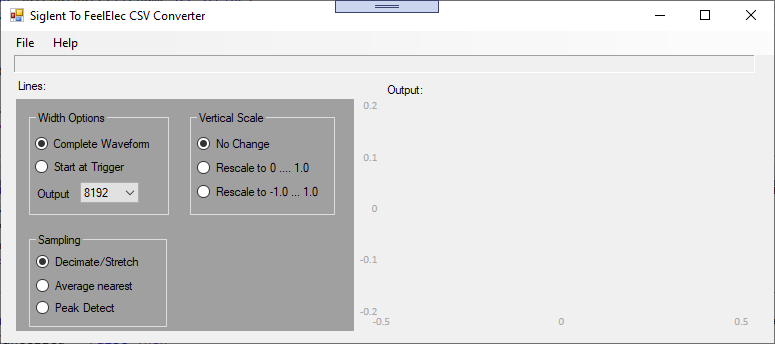 Siglent To FeelElec CSV Converter
File Help
Lines:
Output:
Width Options
Complete Waveform
Start at Trigger
Output 8192
Vertical Scale
No Change
Rescale to 0 .... 1.0
Rescale to -1.0 ... 1.0
Sampling
Decimate/Stretch
Average nearest
Peak Detect
0.2
0.1
0
-0.1
-0.2
-0.5 0 0.5